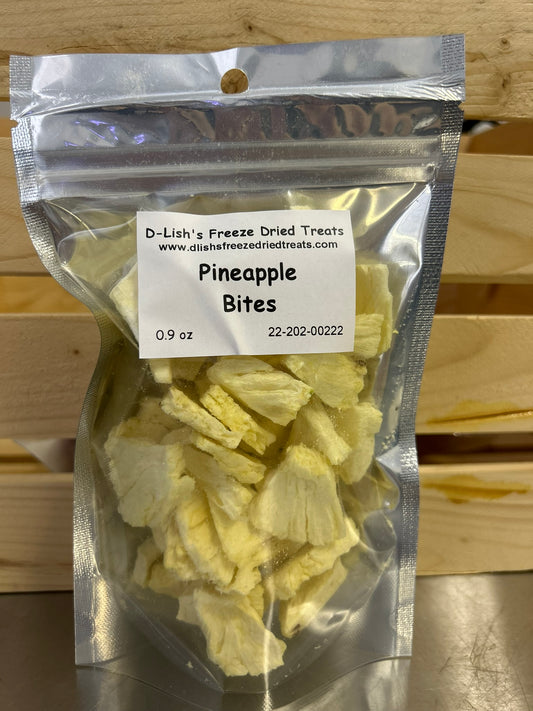 D-Lish's Freeze Dried Treats
www.dlishsfreezedriedtreats.com
Pineapple
Bites
0.9 oz 22-202-00222